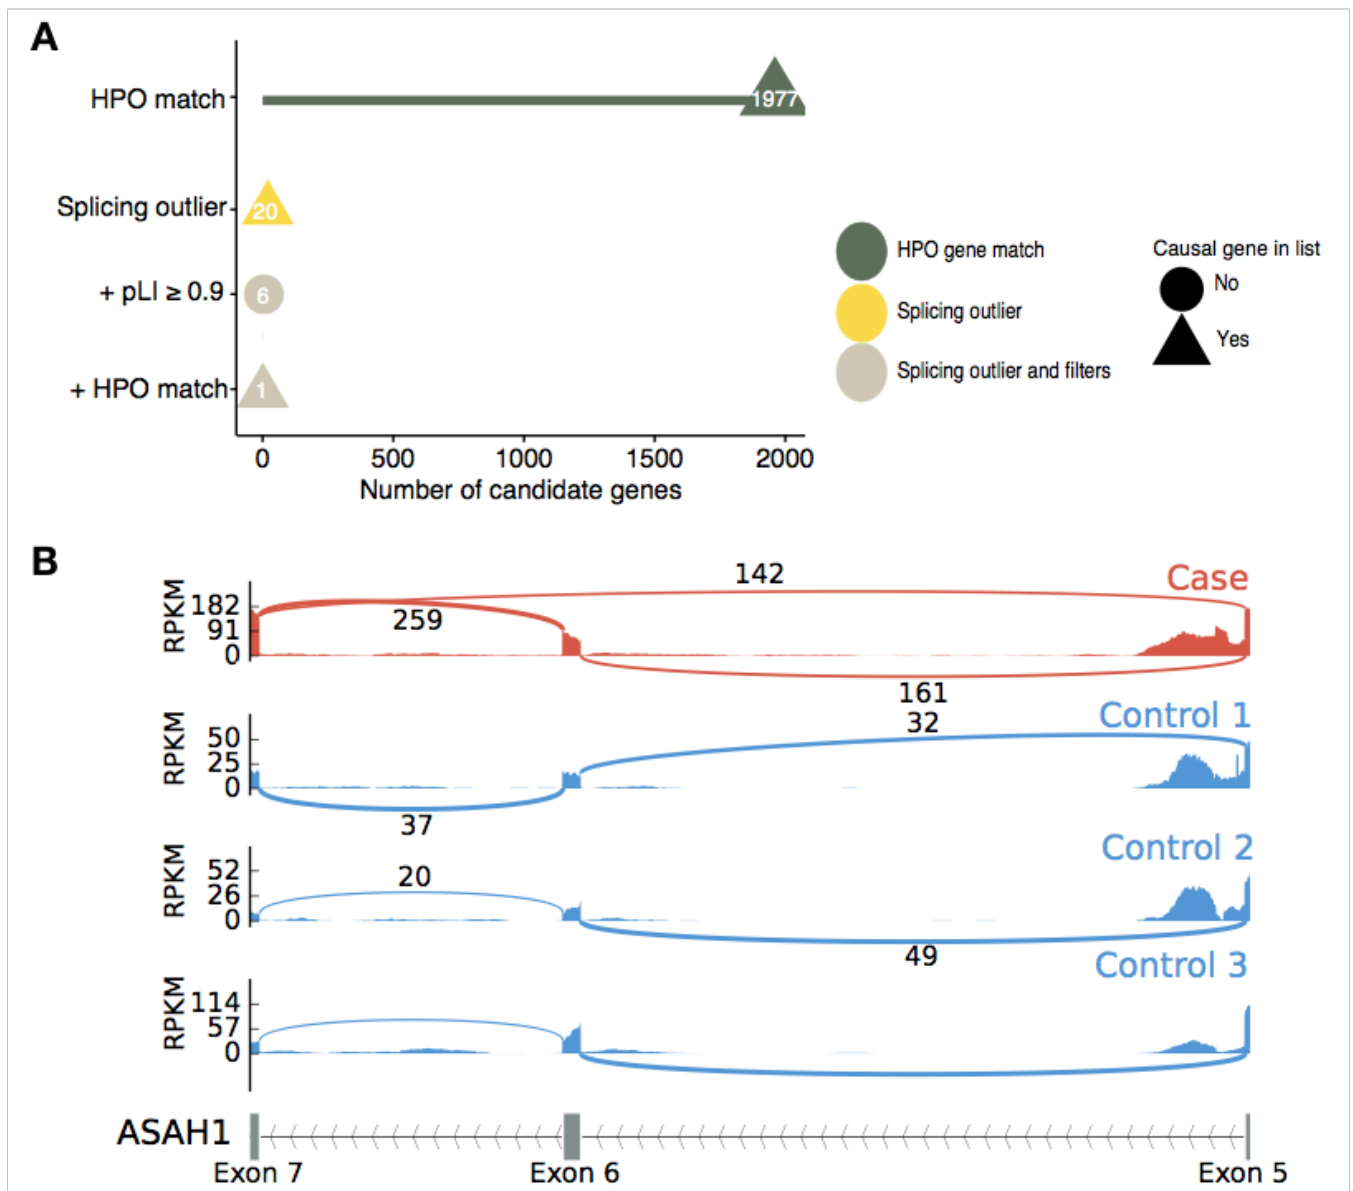 A
HPO match
1977
Splicing outlier
20
+ pLI ≥ 0.9
6
+ HPO match
1
0 500 1000 1500 2000
Number of candidate genes
HPO gene match
Splicing outlier
Splicing outlier and filters
Causal gene in list
No
Yes
B
RPKM
182
91
0
142
259
161
Case
RPKM
50
25
0
32
37
Control 1
RPKM
52
26
0
20
49
Control 2
RPKM
114
57
0
Control 3
ASAH1
Exon 7 Exon 6 Exon 5